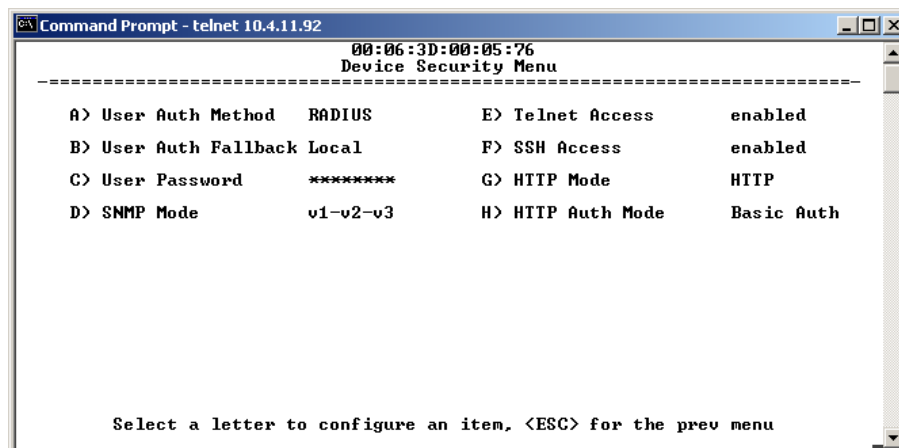 Command Prompt - telnet 10.4.11.92
00:06:3D:00:05:76
Device Security Menu
A) User Auth Method RADIUS E) Telnet Access enabled
B) User Auth Fallback Local F) SSH Access enabled
C) User Password ******** G) HTTP Mode HTTP
D) SNMP Mode v1-v2-v3 H) HTTP Auth Mode Basic Auth
Select a letter to configure an item, <ESC> for the prev menu